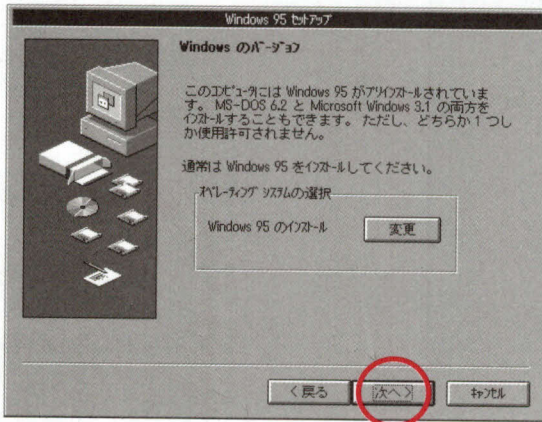 Windows 95 ｾｯﾄｱｯﾌﾟ
Windows のﾊﾞｰｼﾞｮﾝ
このｺﾝﾋﾟｭｰﾀには Windows 95 がﾌﾟﾘｲﾝｽﾄｰﾙされていま
す。 MS-DOS 6.2 と Microsoft Windows 3.1 の両方を
ｲﾝｽﾄｰﾙすることもできます。 ただし、どちらか 1 つし
か使用許可されません。
通常は Windows 95 をｲﾝｽﾄｰﾙしてください。
ｵﾍﾟﾚｰﾃｨﾝｸﾞ ｼｽﾃﾑの選択
Windows 95 のｲﾝｽﾄｰﾙ
変更
< 戻る
次へ >
ｷｬﾝｾﾙ